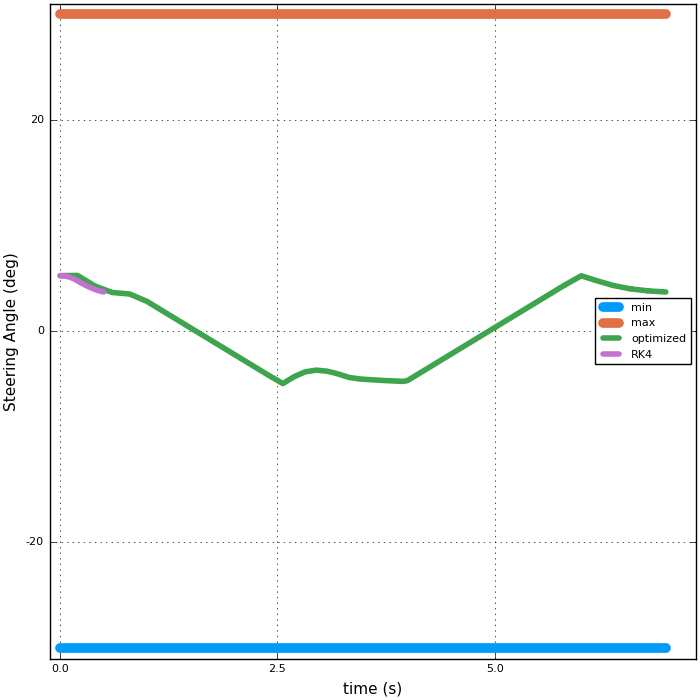 20
0
-20
Steering Angle (deg)
min
max
optimized
RK4
0.0
2.5
5.0
time (s)